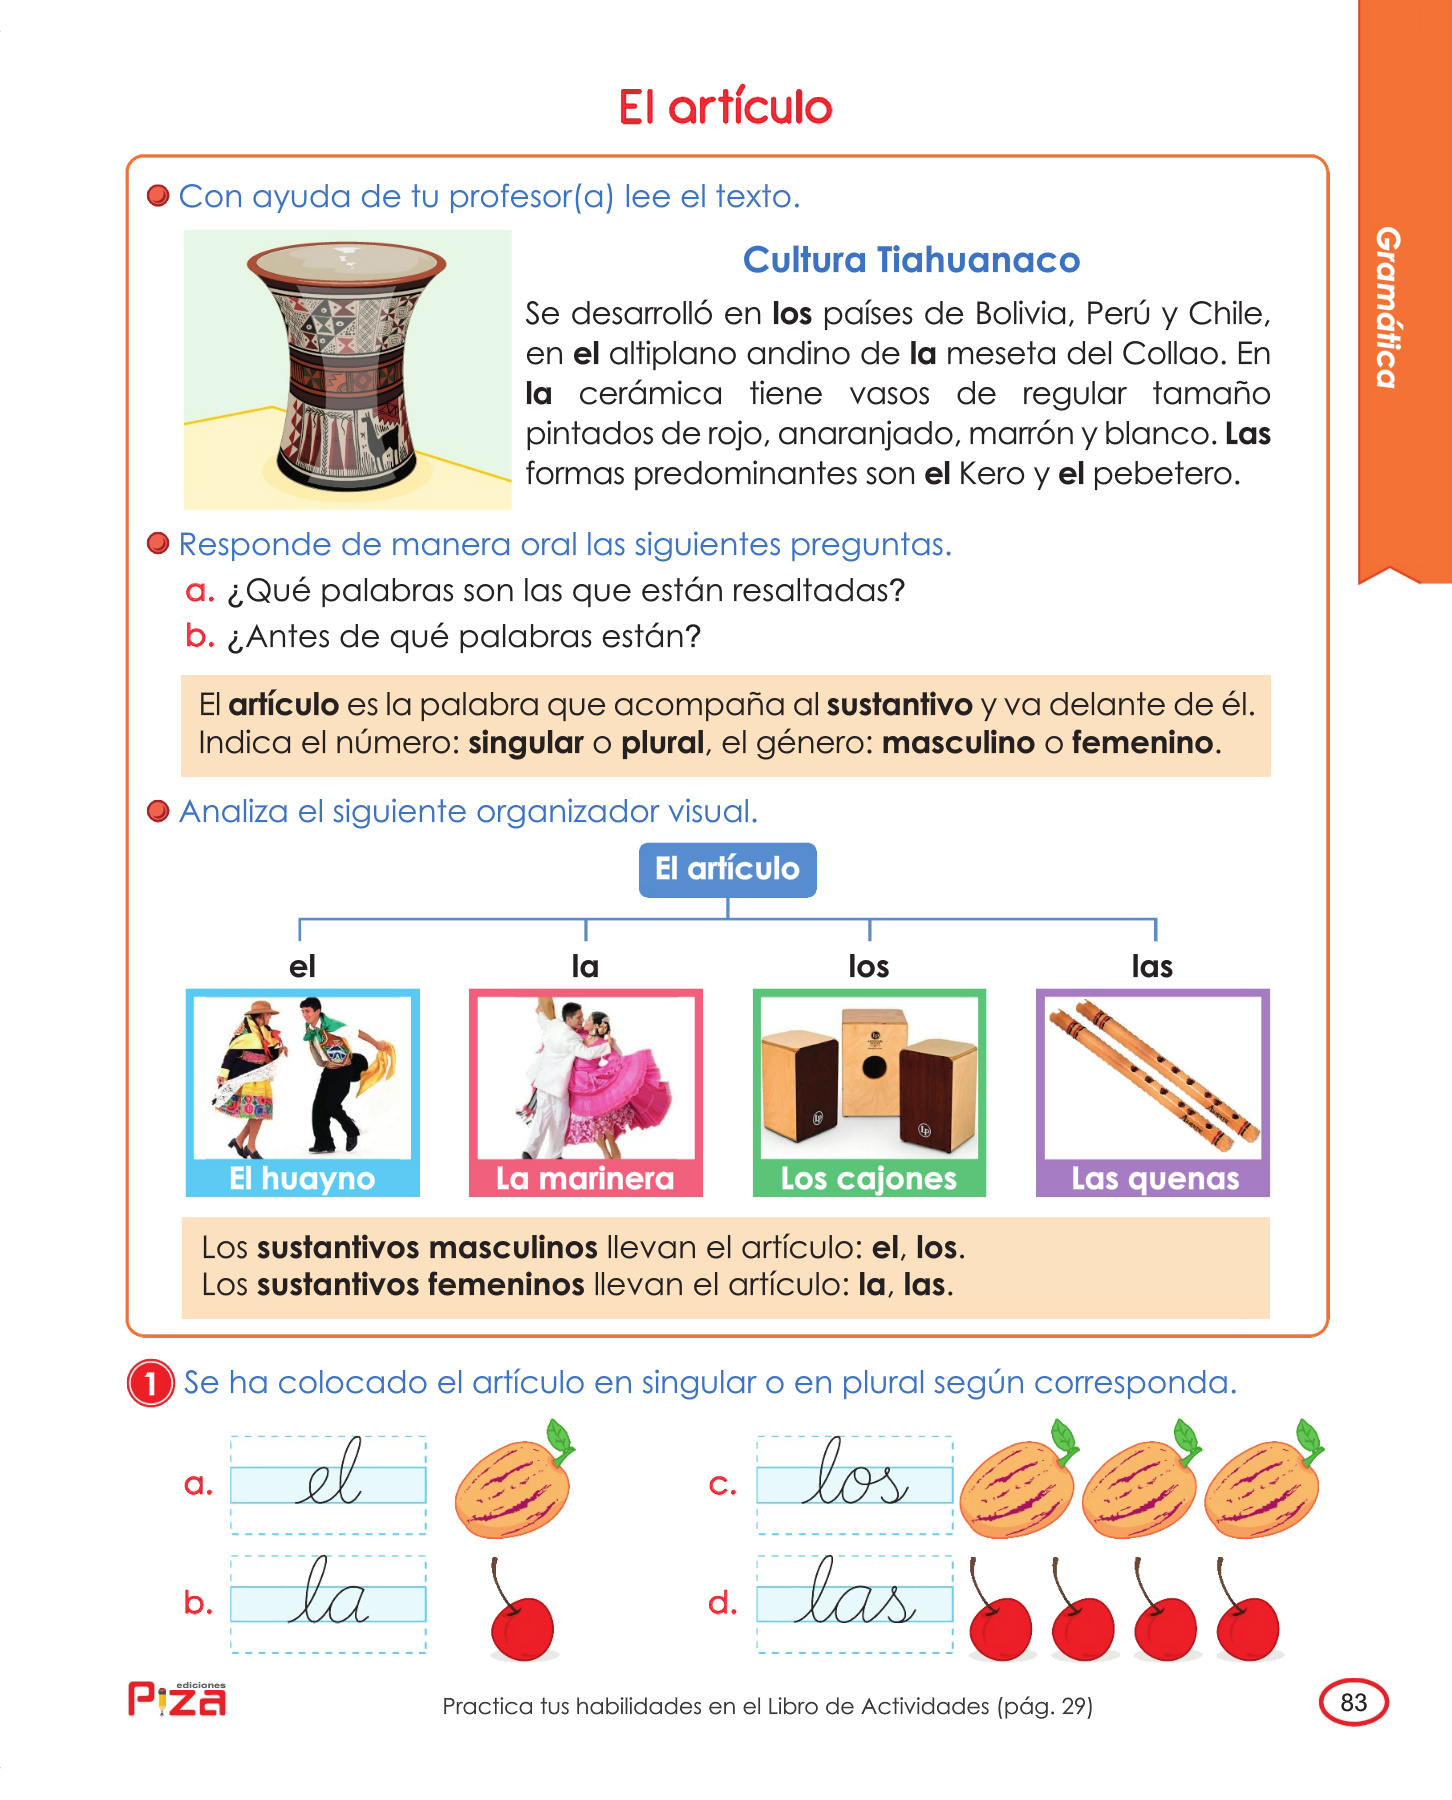 El artículo
Gramática
Con ayuda de tu profesor(a) lee el texto.
Cultura Tiahuanaco
Se desarrolló en los países de Bolivia, Perú y Chile,
en el altiplano andino de la meseta del Collao. En
la cerámica tiene vasos de regular tamaño
pintados de rojo, anaranjado, marrón y blanco. Las
formas predominantes son el Kero y el pebetero.
Responde de manera oral las siguientes preguntas.
a. ¿Qué palabras son las que están resaltadas?
b. ¿Antes de qué palabras están?
El artículo es la palabra que acompaña al sustantivo y va delante de él.
Indica el número: singular o plural, el género: masculino o femenino.
Analiza el siguiente organizador visual.
El artículo
el la los las
El huayno La marinera Los cajones Las quenas
Los sustantivos masculinos llevan el artículo: el, los.
Los sustantivos femeninos llevan el artículo: la, las.
1 Se ha colocado el artículo en singular o en plural según corresponda.
a. el
c. los
b. la
d. las
ediciones
Piza
Practica tus habilidades en el Libro de Actividades (pág. 29)
83